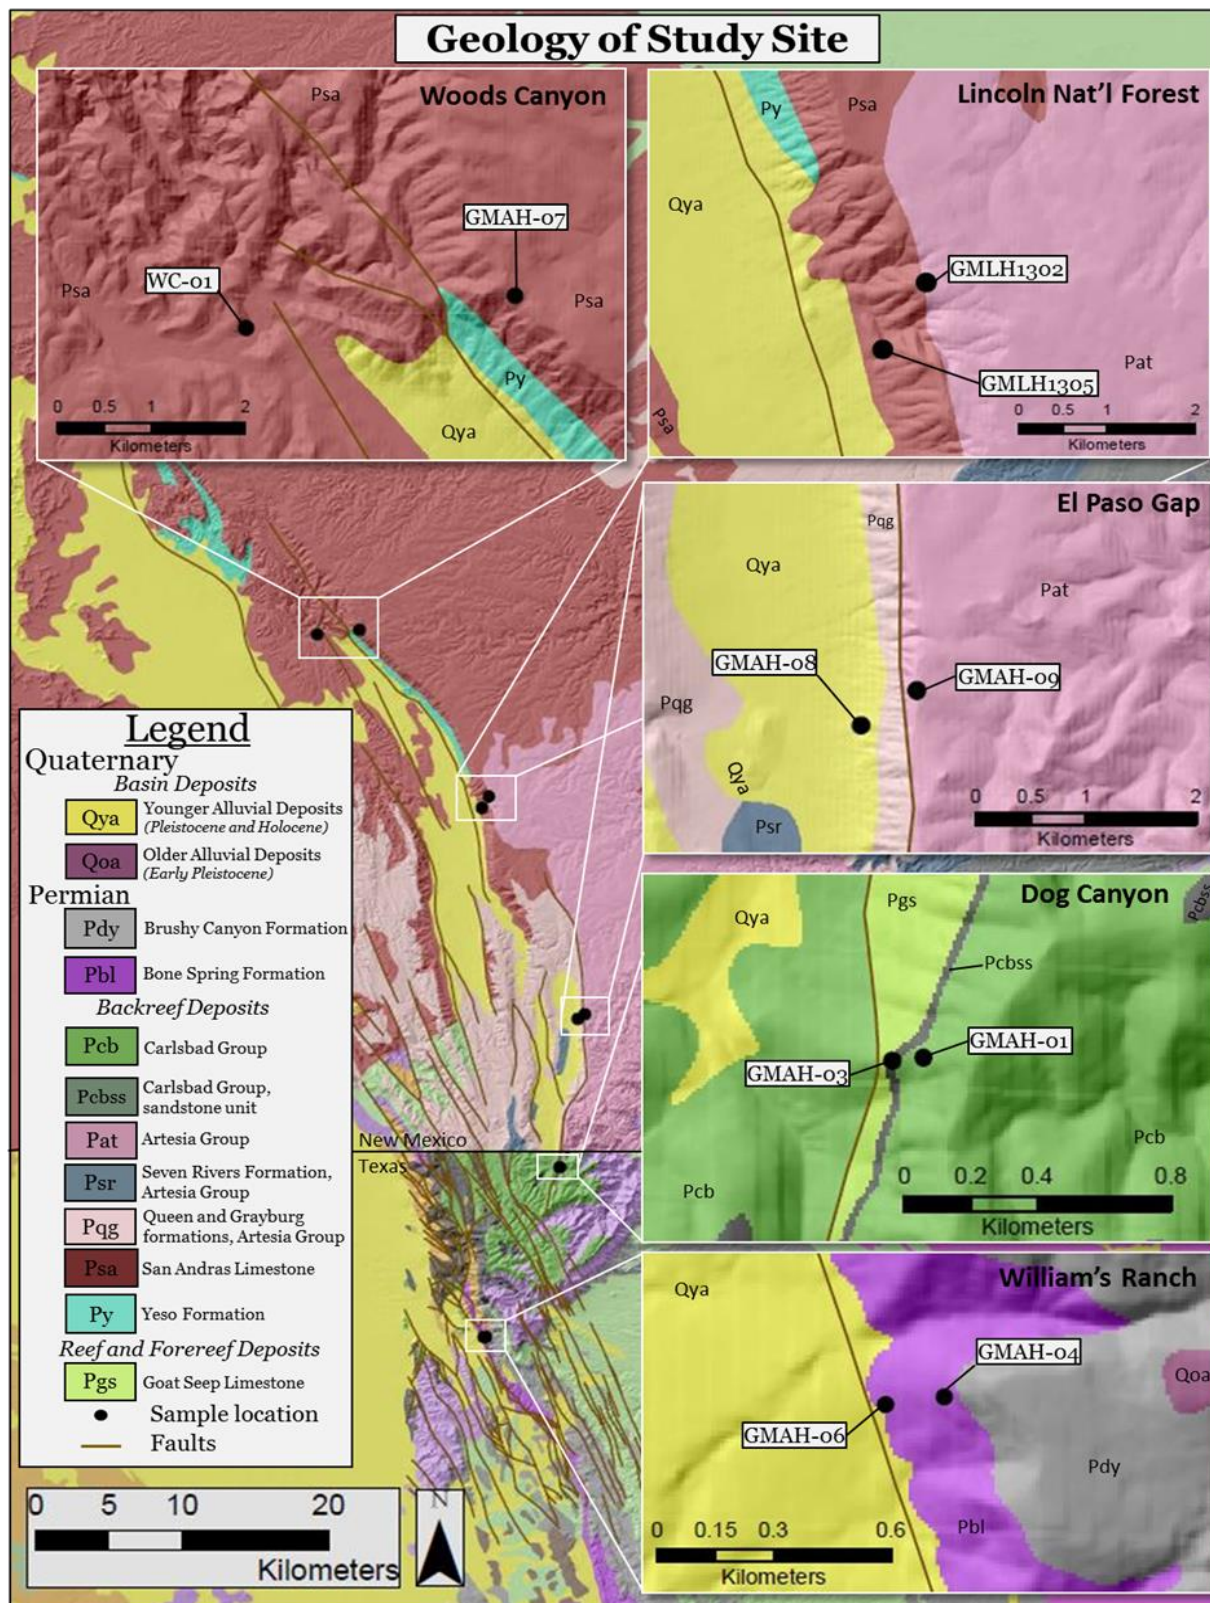 Geology of Study Site
Woods Canyon
Psa
GMAH-07
WC-01
Psa
Psa
Py
Qya
0 0.5 1 2
Kilometers
Lincoln Nat'l Forest
Py
Psa
Qya
GMLH1302
Pat
GMLH1305
Psa
0 0.5 1 2
Kilometers
El Paso Gap
Pqg
Qya
Pat
GMAH-08
GMAH-09
Pqg
Qya
Psr
0 0.5 1 2
Kilometers
Dog Canyon
Qya
Pgs
Pcbss
Pcbss
GMAH-01
GMAH-03
Pcb
Pcb
0 0.2 0.4 0.8
Kilometers
William's Ranch
Qya
GMAH-04
Qoa
GMAH-06
Pdy
Pbl
0 0.15 0.3 0.6
Kilometers
New Mexico
Texas
Legend
Quaternary
Basin Deposits
Qya Younger Alluvial Deposits
(Pleistocene and Holocene)
Qoa Older Alluvial Deposits
(Early Pleistocene)
Permian
Pdy Brushy Canyon Formation
Pbl Bone Spring Formation
Backreef Deposits
Pcb Carlsbad Group
Pcbss Carlsbad Group,
sandstone unit
Pat Artesia Group
Psr Seven Rivers Formation,
Artesia Group
Pqg Queen and Grayburg
formations, Artesia Group
Psa San Andras Limestone
Py Yeso Formation
Reef and Forereef Deposits
Pgs Goat Seep Limestone
Sample location
Faults
0 5 10 20
Kilometers
N